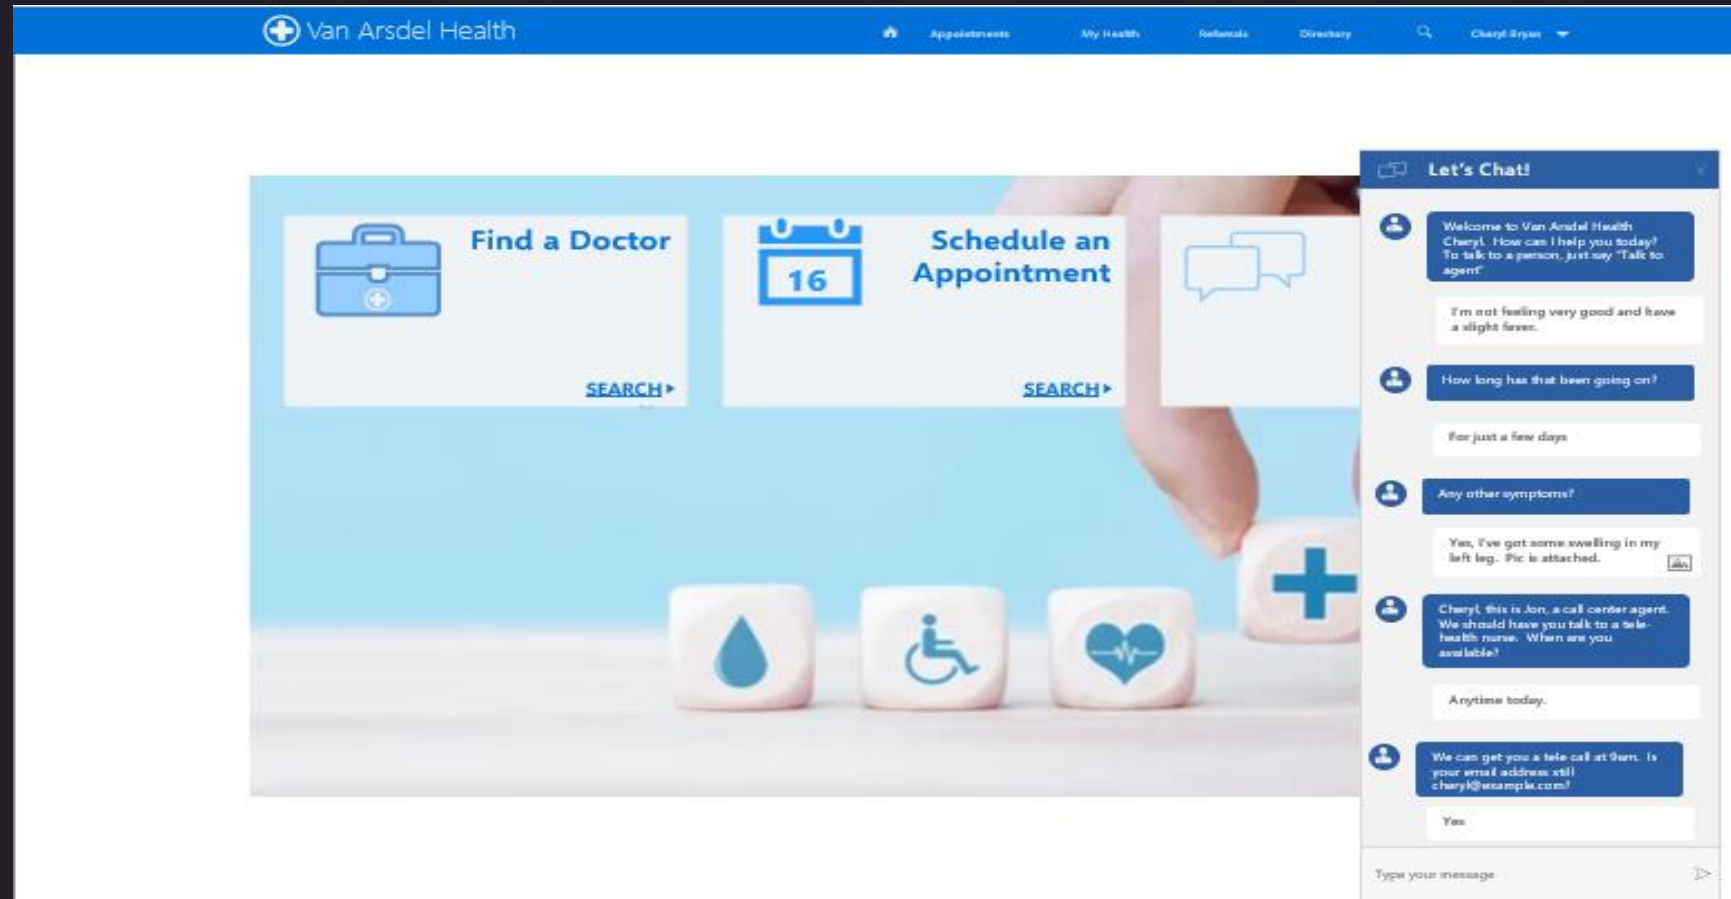 Van Arsdel Health
Appointments
My Health
Referrals
Directory
Cheryl Bryan
Find a Doctor
SEARCH
16
Schedule an
Appointment
SEARCH
Let's Chat!
Welcome to Van Arsdel Health
Cheryl. How can I help you today?
To talk to a person, just say "Talk to
agent"
I'm not feeling very good and have
a slight fever.
How long has that been going on?
For just a few days
Any other symptoms?
Yes, I've got some swelling in my
left leg. Pic is attached.
Cheryl, this is Jon, a call center agent.
We should have you talk to a tele-
health nurse. When are you
available?
Anytime today.
We can get you a tele call at 9am. Is
your email address still
cheryl@example.com?
Yes
Type your message